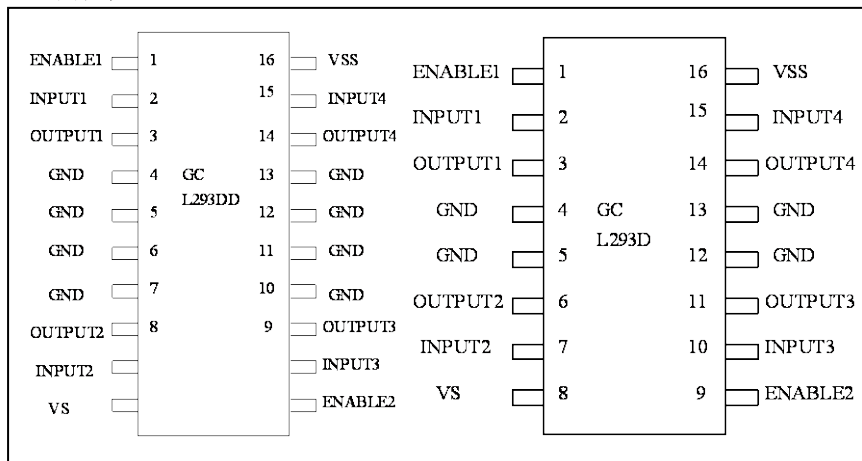 ENABLE1 1 16 VSS
INPUT1 2 15 INPUT4
OUTPUT1 3 14 OUTPUT4
GND 4 GC 13 GND
L293DD
GND 5 12 GND
GND 6 11 GND
GND 7 10 GND
OUTPUT2 8 9 OUTPUT3
INPUT2 INPUT3
VS ENABLE2
ENABLE1 1 16 VSS
INPUT1 2 15 INPUT4
OUTPUT1 3 14 OUTPUT4
GND 4 GC 13 GND
L293D
GND 5 12 GND
OUTPUT2 6 11 OUTPUT3
INPUT2 7 10 INPUT3
VS 8 9 ENABLE2